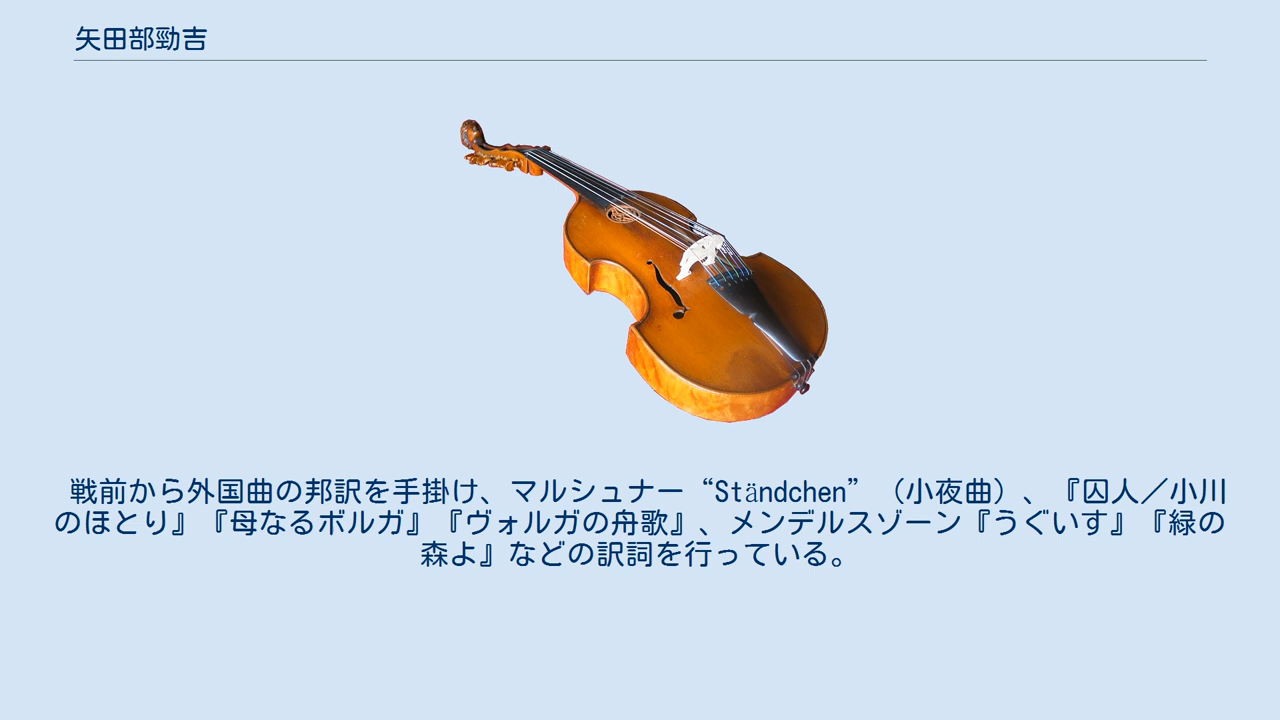 矢田部勁吉
戦前から外国曲の邦訳を手掛け、マルシュナー“Ständchen”（小夜曲）、『囚人／小川
のほとり』『母なるボルガ』『ヴォルガの舟歌』、メンデルスゾーン『うぐいす』『緑の
森よ』などの訳詞を行っている。